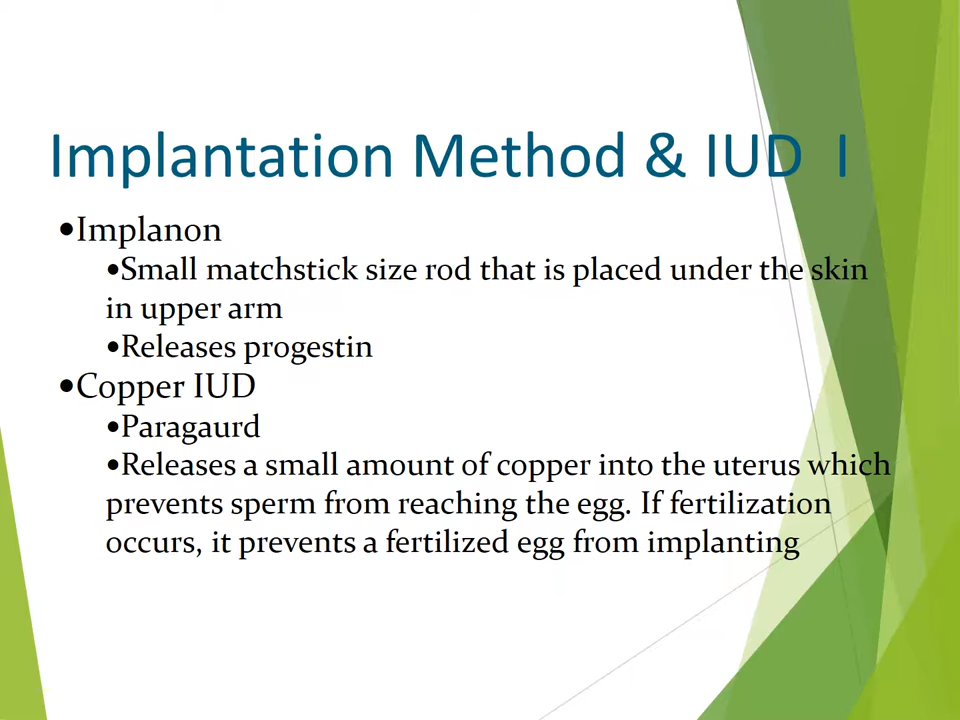 Implantation Method & IUD I
•Implanon
•Small matchstick size rod that is placed under the skin
in upper arm
•Releases progestin
•Copper IUD
•Paragaurd
•Releases a small amount of copper into the uterus which
prevents sperm from reaching the egg. If fertilization
occurs, it prevents a fertilized egg from implanting